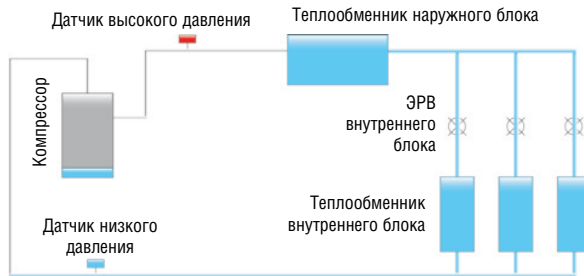 Датчик высокого давления
Теплообменник наружного блока
Компрессор
ЭРВ
внутреннего
блока
Теплообменник
внутреннего блока
Датчик низкого
давления